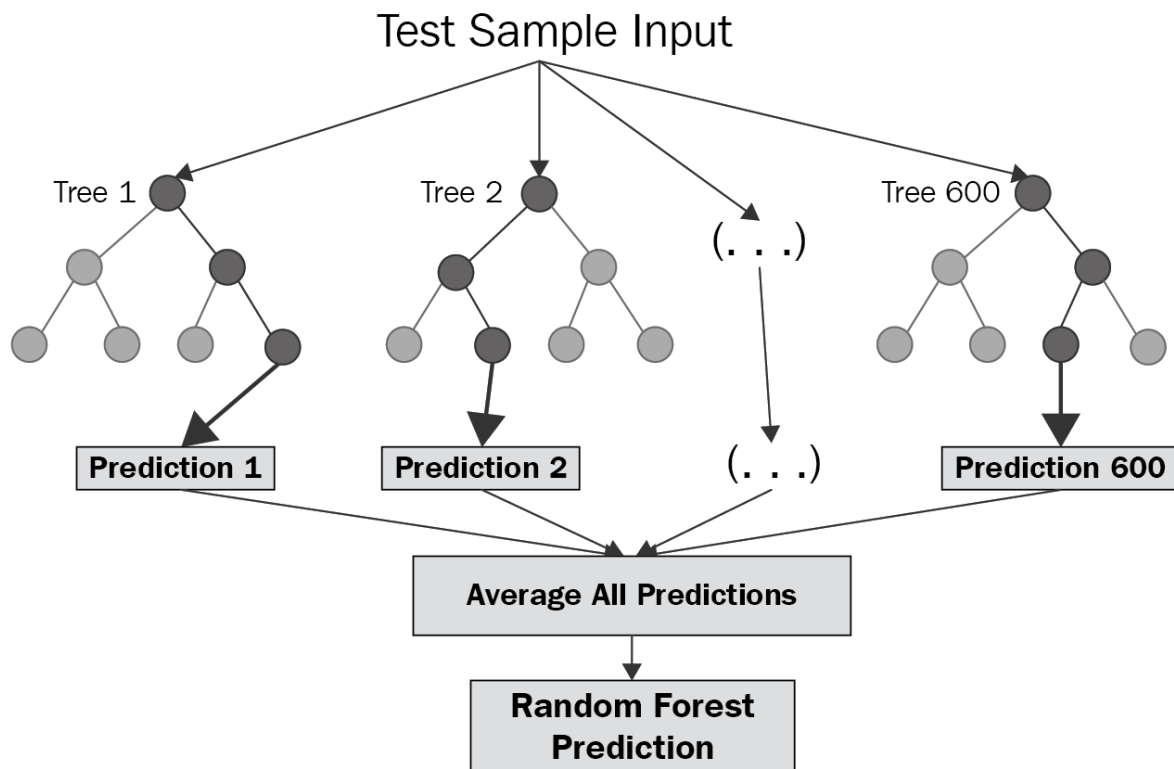 Test Sample Input
Tree 1
Tree 2
Tree 600
(. . .)
Prediction 1
Prediction 2
(. . .)
Prediction 600
Average All Predictions
Random Forest
Prediction